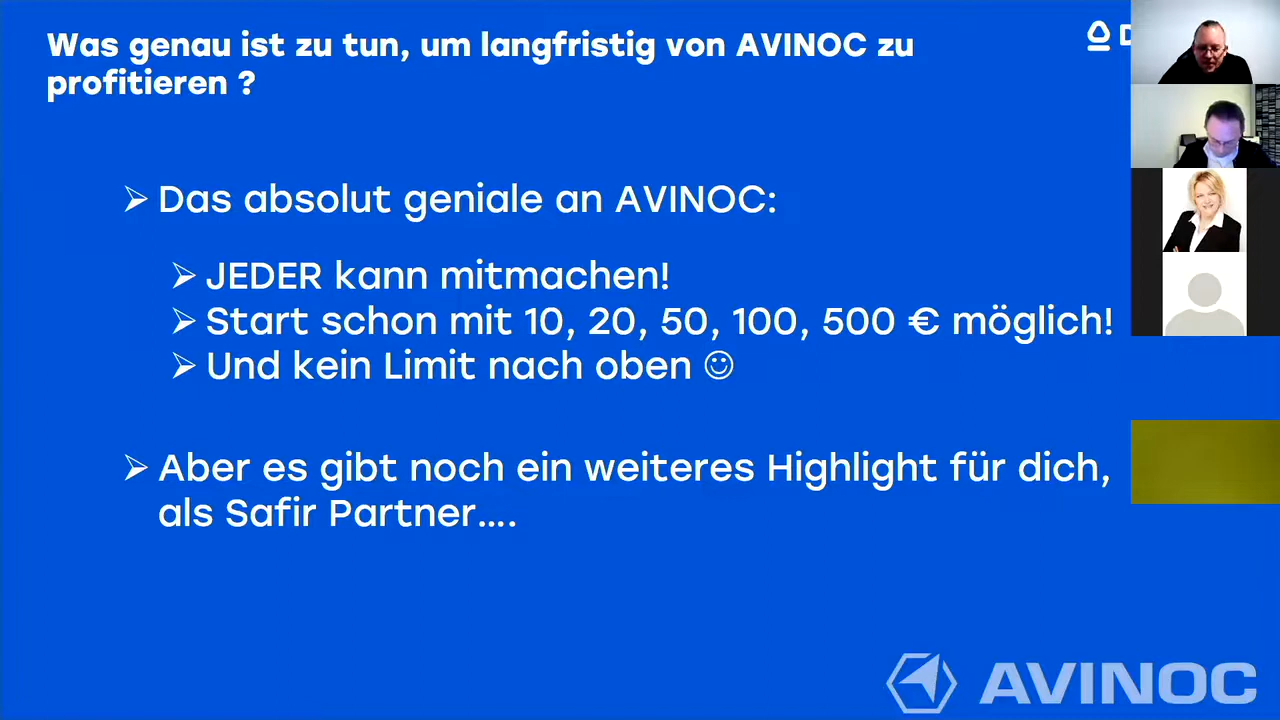 Was genau ist zu tun, um langfristig von AVINOC zu
profitieren ?
Das absolut geniale an AVINOC:
JEDER kann mitmachen!
Start schon mit 10, 20, 50, 100, 500 € möglich!
Und kein Limit nach oben ☺
Aber es gibt noch ein weiteres Highlight für dich,
als Safir Partner....
AVINOC